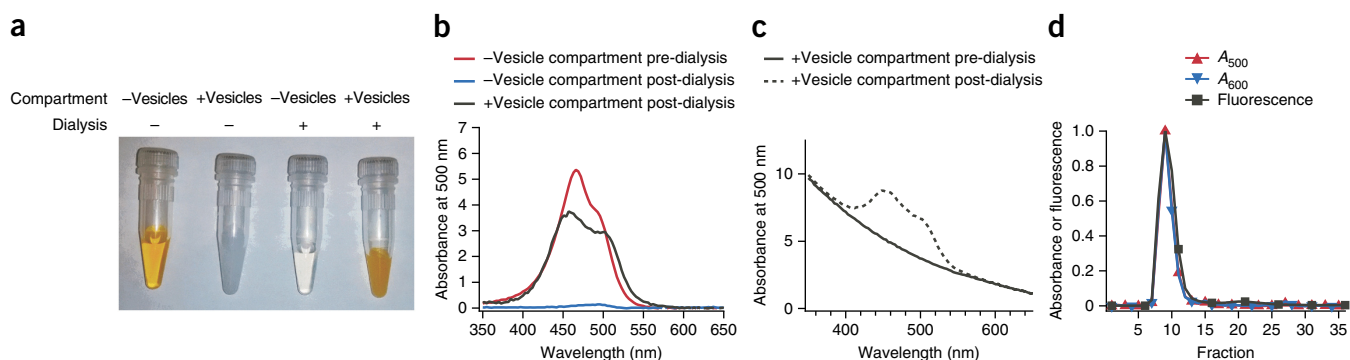 a
Compartment –Vesicles +Vesicles –Vesicles +Vesicles
Dialysis – – + +
b
–Vesicle compartment pre-dialysis
–Vesicle compartment post-dialysis
+Vesicle compartment post-dialysis
Absorbance at 500 nm
7
6
5
4
3
2
1
0
350 400 450 500 550 600 650
Wavelength (nm)
c
+Vesicle compartment pre-dialysis
+Vesicle compartment post-dialysis
Absorbance at 500 nm
10
5
0
400 500 600
Wavelength (nm)
d
A500
A600
Fluorescence
Absorbance or fluorescence
1.0
0.8
0.6
0.4
0.2
0
5 10 15 20 25 30 35
Fraction